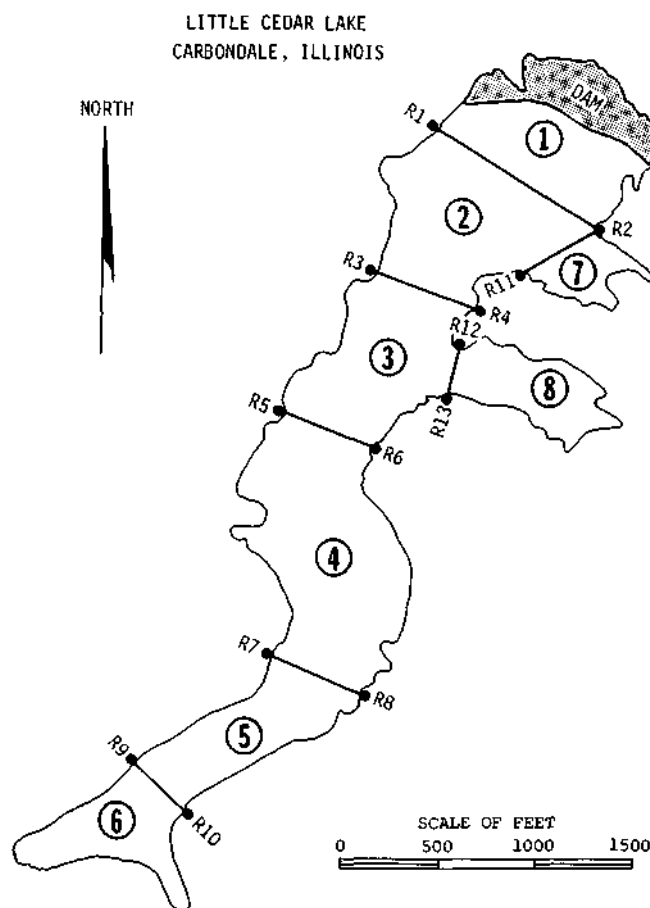 LITTLE CEDAR LAKE
CARBONDALE, ILLINOIS
NORTH
DAM
R1
1
2
R2
R3
R11
7
R4
R12
3
8
R5
R13
R6
4
R7
R8
R9
5
6
R10
SCALE OF FEET
0 500 1000 1500